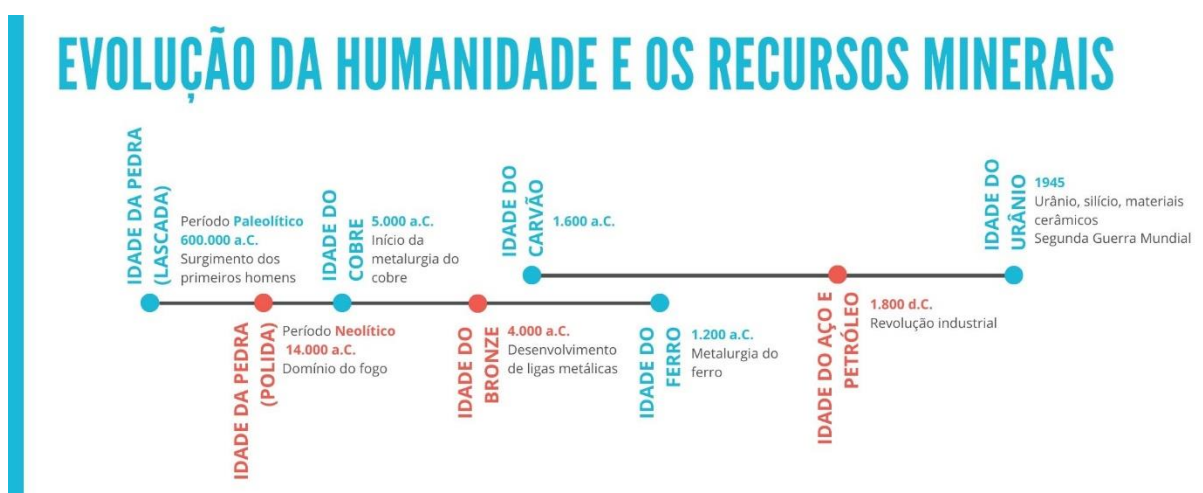 EVOLUÇÃO DA HUMANIDADE E OS RECURSOS MINERAIS
IDADE DA PEDRA
(LASCADA)
Período Paleolítico
600.000 a.C.
Surgimento dos
primeiros homens
IDADE DA PEDRA
(POLIDA)
Período Neolítico
14.000 a.C.
Domínio do fogo
IDADE DO
COBRE
5.000 a.C.
Início da
metalurgia do
cobre
IDADE DO
BRONZE
4.000 a.C.
Desenvolvimento
de ligas metálicas
IDADE DO
CARVÃO
1.600 a.C.
IDADE DO
FERRO
1.200 a.C.
Metalurgia do
ferro
IDADE DO AÇO E
PETRÓLEO
1.800 d.C.
Revolução industrial
IDADE DO
URÂNIO
1945
Urânio, silício, materiais
cerâmicos
Segunda Guerra Mundial